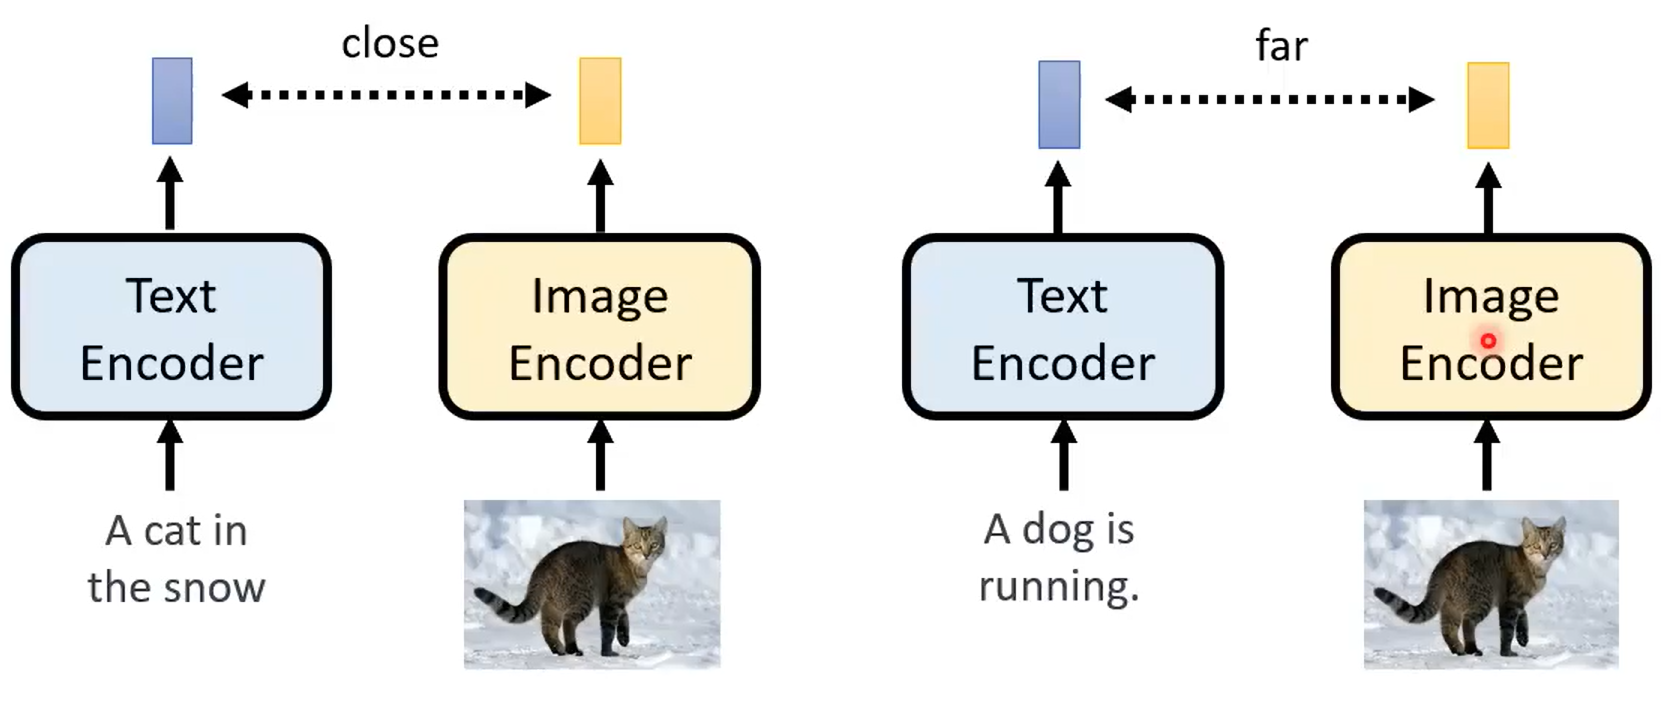 close
far
Text
Encoder
Image
Encoder
Text
Encoder
Image
Encoder
A cat in
the snow
A dog is
running.